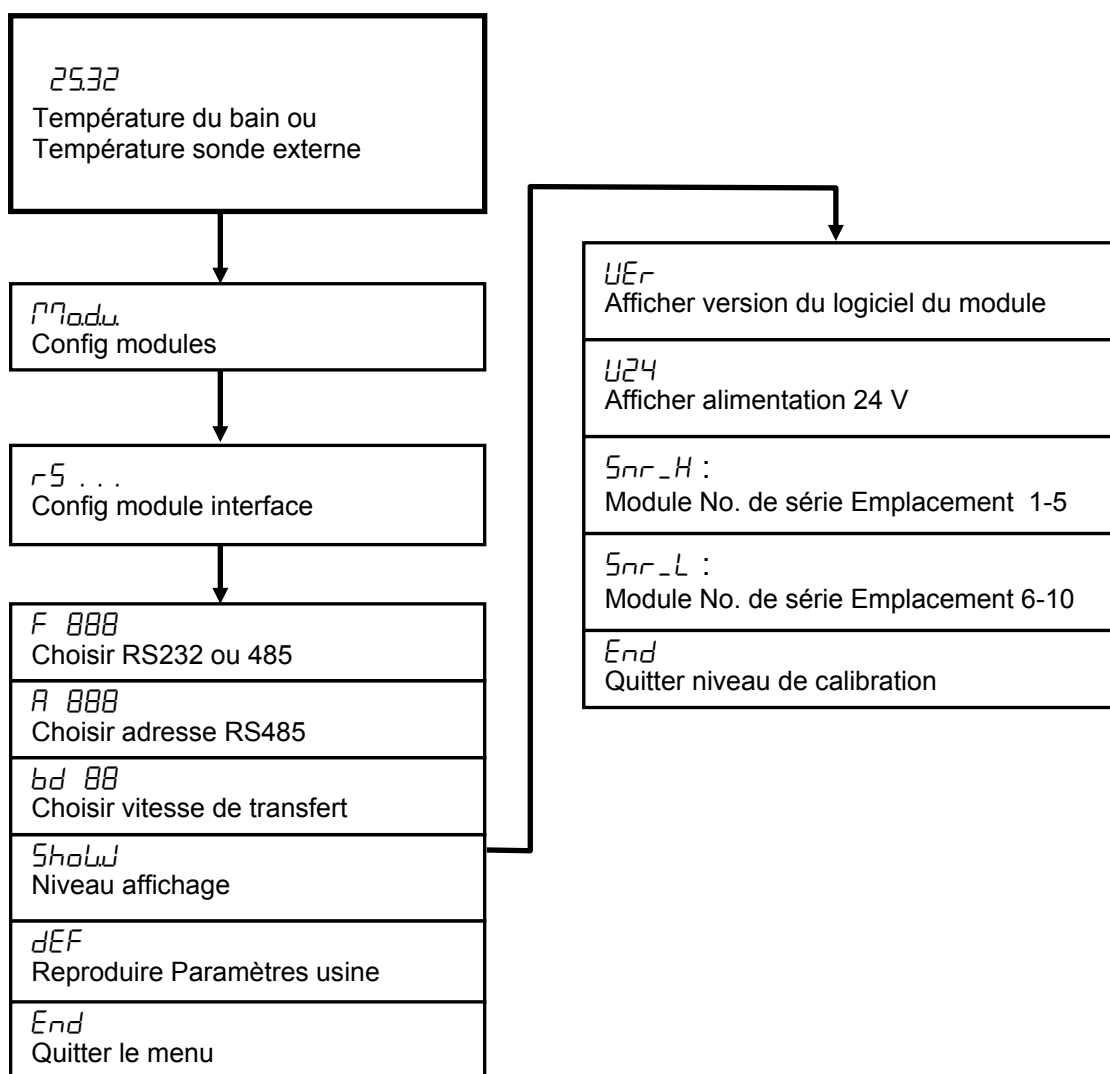 25.32
Température du bain ou
Température sonde externe
Modu.
Config modules
rS . . .
Config module interface
F 888
Choisir RS232 ou 485
A 888
Choisir adresse RS485
bd 88
Choisir vitesse de transfert
ShoW
Niveau affichage
dEF
Reproduire Paramètres usine
End
Quitter le menu
UEr
Afficher version du logiciel du module
U24
Afficher alimentation 24 V
Snr_H :
Module No. de série Emplacement 1-5
Snr_L :
Module No. de série Emplacement 6-10
End
Quitter niveau de calibration